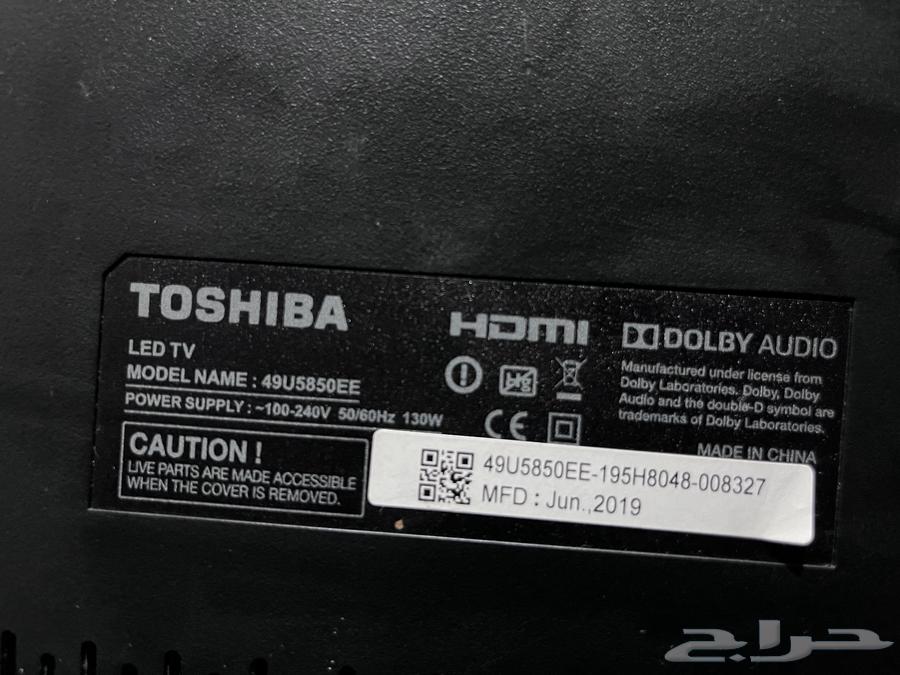 TOSHIBA
LED TV
MODEL NAME : 49U5850EE
POWER SUPPLY : ~100-240V 50/60Hz 130W
CAUTION !
LIVE PARTS ARE MADE ACCESSIBLE
WHEN THE COVER IS REMOVED.
HDMI
CE
DOLBY AUDIO
Manufactured under license from
Dolby Laboratories. Dolby, Dolby
Audio and the double-D symbol are
trademarks of Dolby Laboratories.
MADE IN CHINA
49U5850EE-195H8048-008327
MFD : Jun.,2019
حراج